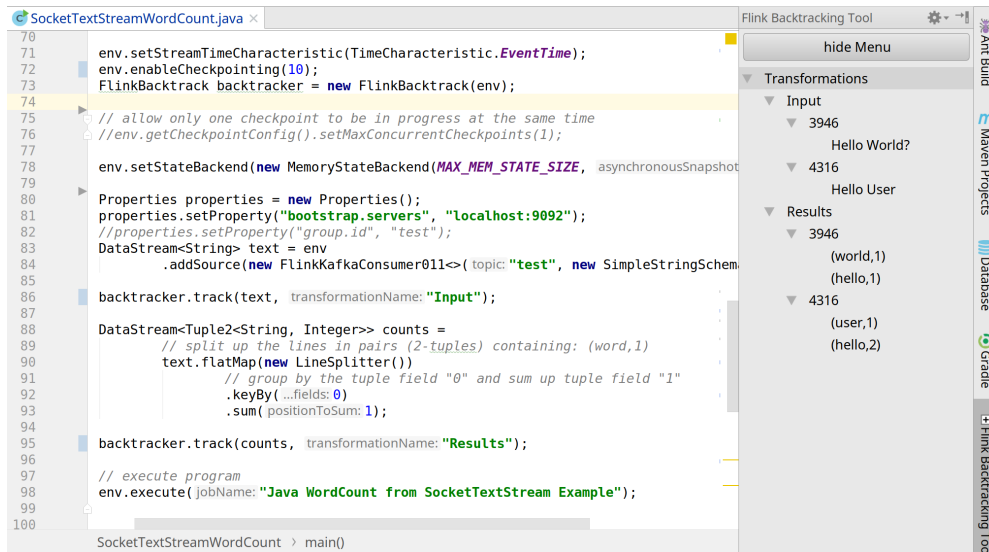 SocketTextStreamWordCount.java ×
70
71 env.setStreamTimeCharacteristic(TimeCharacteristic.EventTime);
72 env.enableCheckpointing(10);
73 FlinkBacktrack backtracker = new FlinkBacktrack(env);
74
75 // allow only one checkpoint to be in progress at the same time
76 //env.getCheckpointConfig().setMaxConcurrentCheckpoints(1);
77
78 env.setStateBackend(new MemoryStateBackend(MAX_MEM_STATE_SIZE, asynchronousSnapshot
79
80 Properties properties = new Properties();
81 properties.setProperty("bootstrap.servers", "localhost:9092");
82 //properties.setProperty("group.id", "test");
83 DataStream<String> text = env
84 .addSource(new FlinkKafkaConsumer011<>( topic: "test", new SimpleStringSchema
85
86 backtracker.track(text, transformationName: "Input");
87
88 DataStream<Tuple2<String, Integer>> counts =
89 // split up the lines in pairs (2-tuples) containing: (word,1)
90 text.flatMap(new LineSplitter())
91 // group by the tuple field "0" and sum up tuple field "1"
92 .keyBy( ...fields: 0)
93 .sum( positionToSum: 1);
94
95 backtracker.track(counts, transformationName: "Results");
96
97 // execute program
98 env.execute( jobName: "Java WordCount from SocketTextStream Example");
99
100
SocketTextStreamWordCount › main()
Flink Backtracking Tool
hide Menu
Transformations
Input
3946
Hello World?
4316
Hello User
Results
3946
(world,1)
(hello,1)
4316
(user,1)
(hello,2)
Ant Build
Maven Projects
Database
Gradle
Flink Backtracking Too